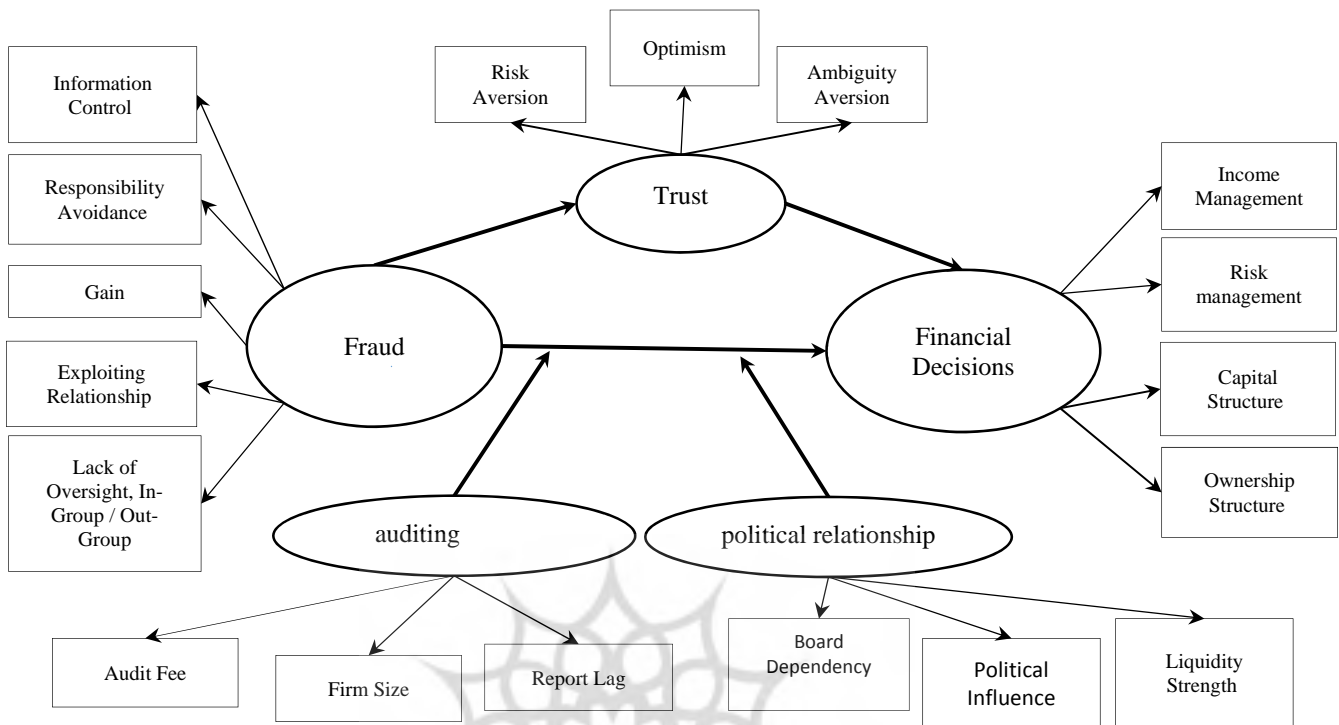 Optimism
Risk
Aversion
Ambiguity
Aversion
Information
Control
Responsibility
Avoidance
Gain
Exploiting
Relationship
Lack of
Oversight, In-
Group / Out-
Group
Trust
Fraud
Financial
Decisions
Income
Management
Risk
management
Capital
Structure
Ownership
Structure
auditing
political relationship
Audit Fee
Firm Size
Report Lag
Board
Dependency
Political
Influence
Liquidity
Strength